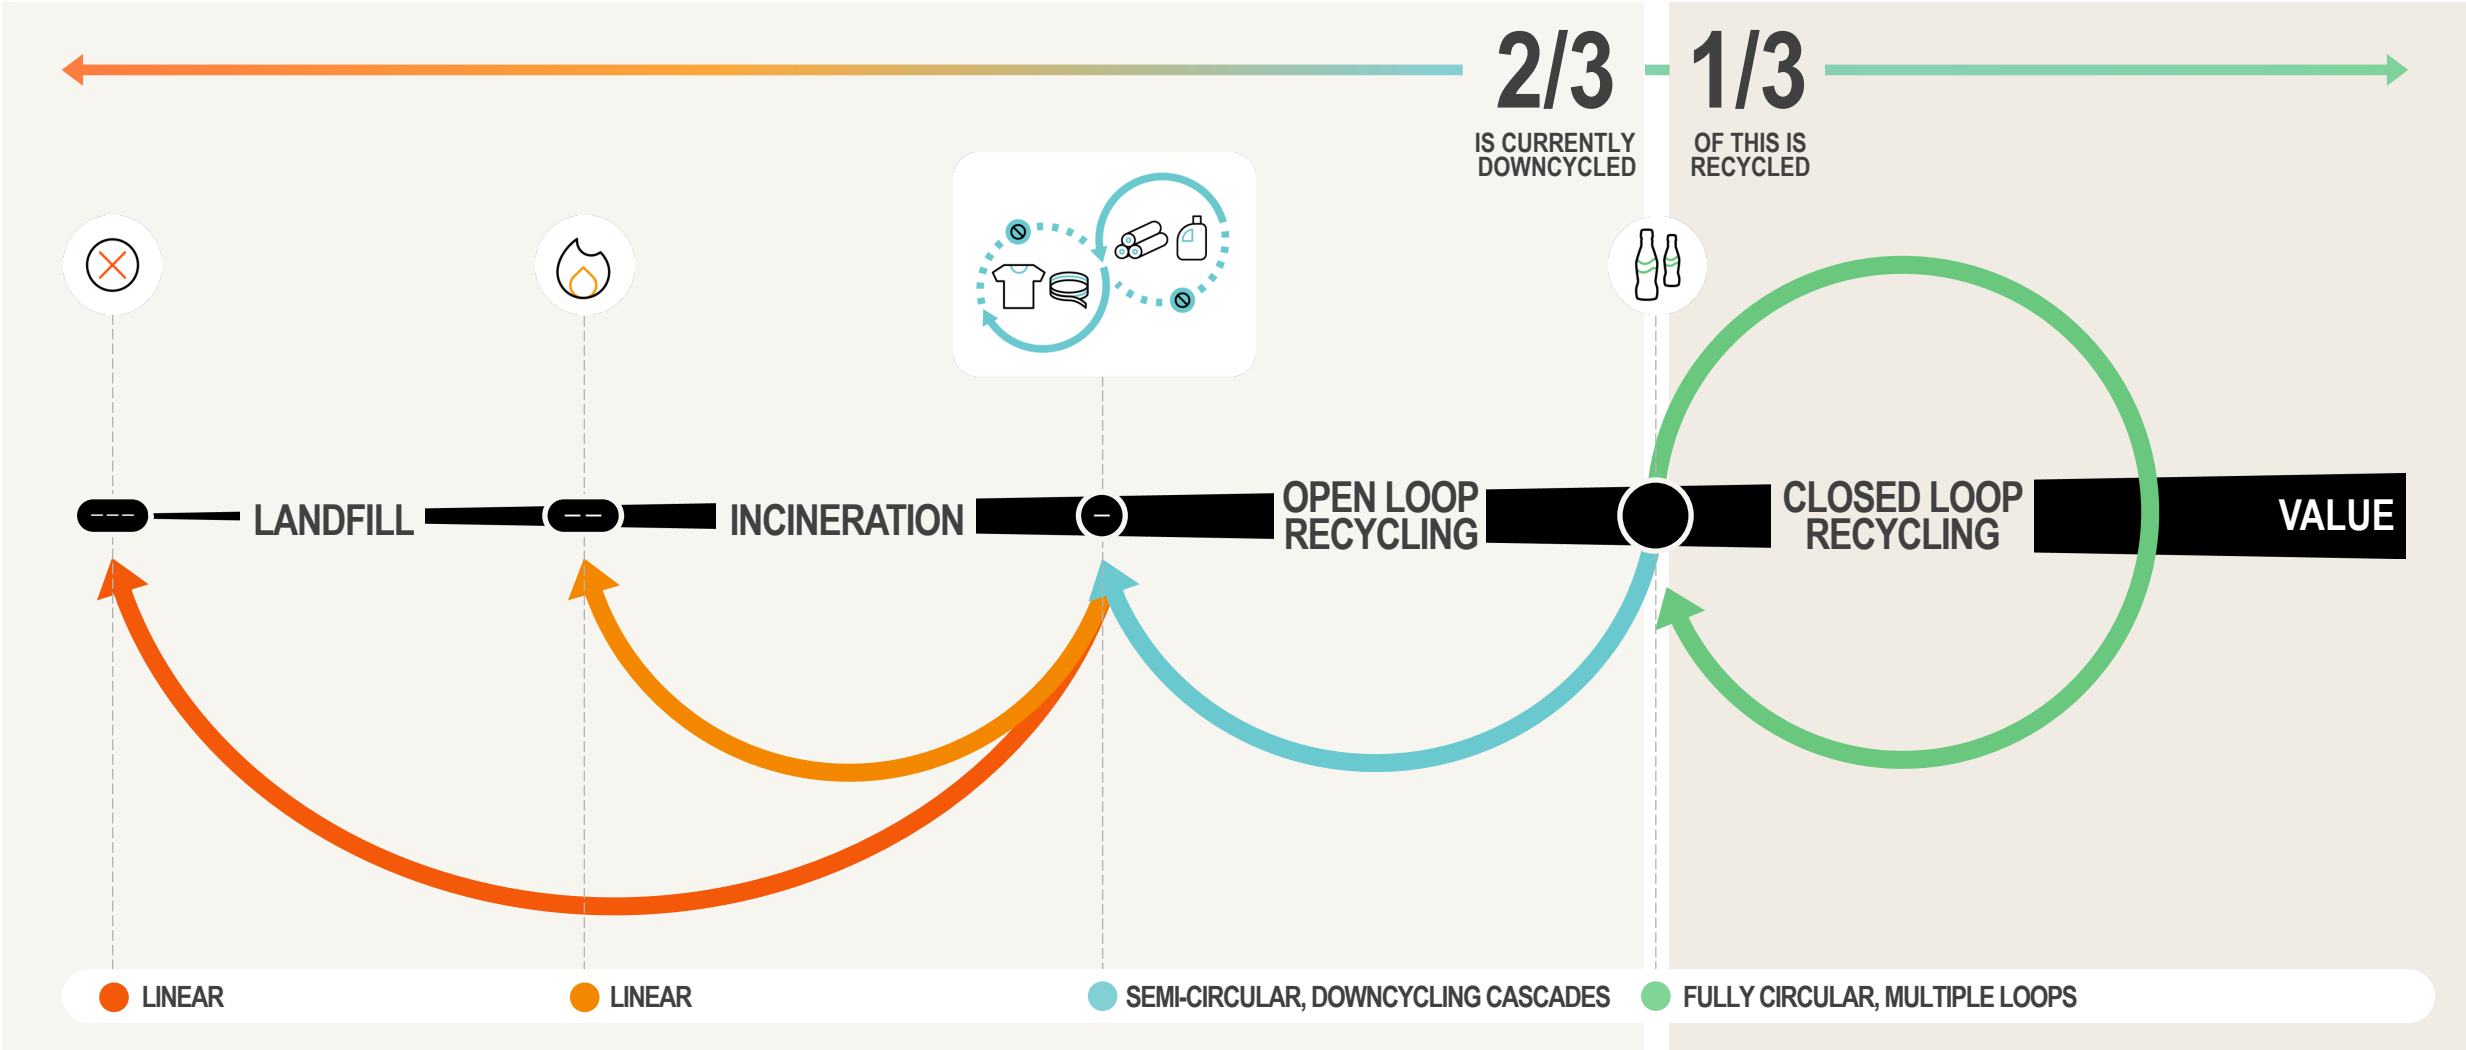 2/3
IS CURRENTLY
DOWNCYCLED
1/3
OF THIS IS
RECYCLED
LANDFILL
INCINERATION
OPEN LOOP
RECYCLING
CLOSED LOOP
RECYCLING
VALUE
LINEAR
LINEAR
SEMI-CIRCULAR, DOWNCYCLING CASCADES
FULLY CIRCULAR, MULTIPLE LOOPS